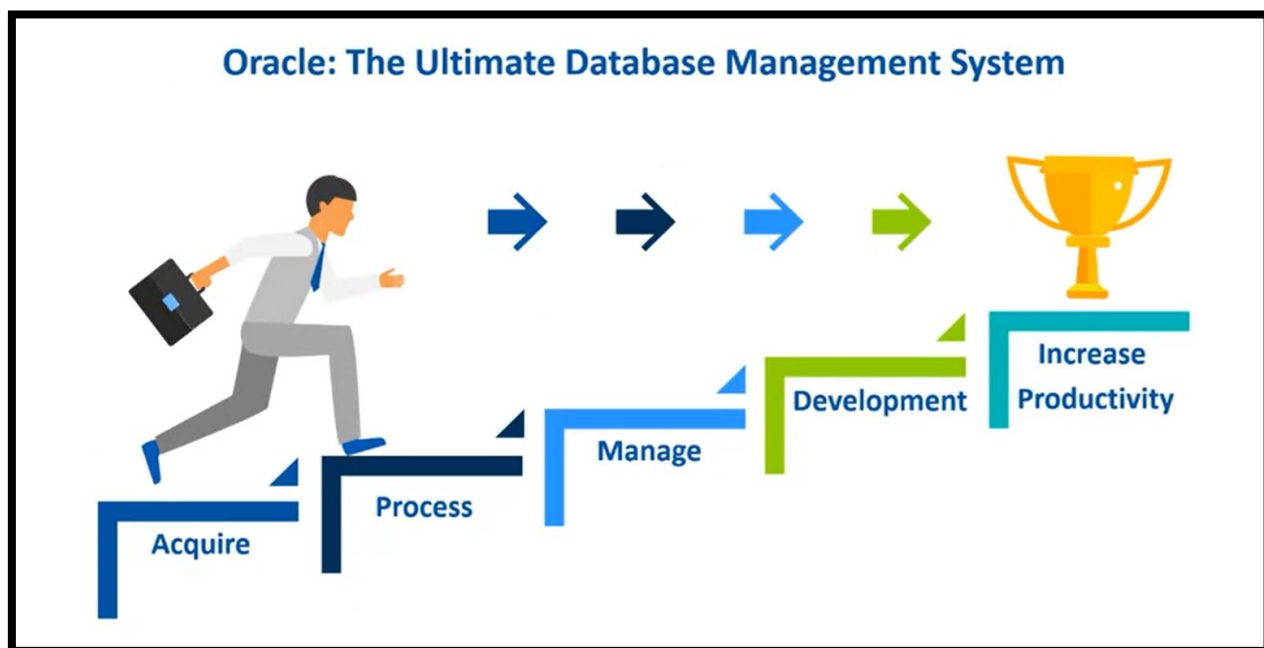 Oracle: The Ultimate Database Management System
Acquire
Process
Manage
Development
Increase
Productivity